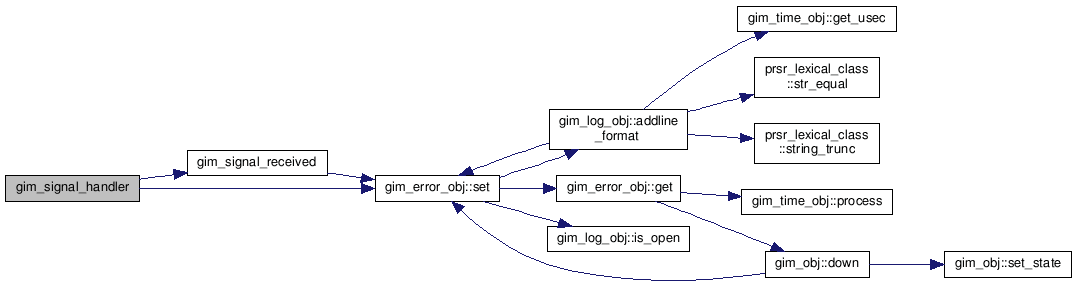 gim_signal_handler
gim_signal_received
gim_error_obj::set
gim_log_obj::addline
_format
gim_error_obj::get
gim_log_obj::is_open
gim_time_obj::get_usec
prsr_lexical_class
::str_equal
prsr_lexical_class
::string_trunc
gim_time_obj::process
gim_obj::down
gim_obj::set_state